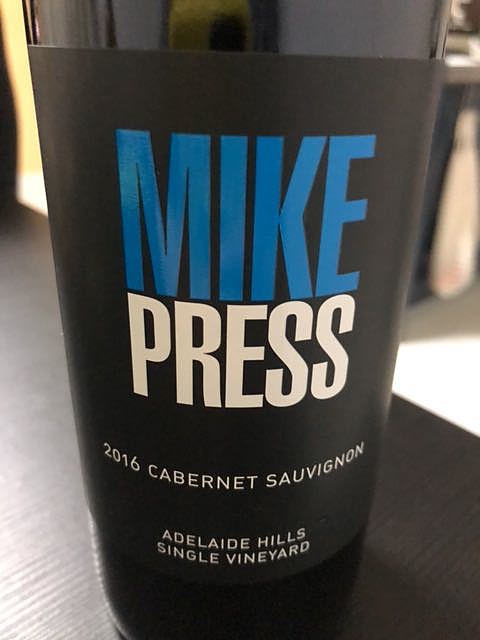 MIKE
PRESS
2016 CABERNET SAUVIGNON
ADELAIDE HILLS
SINGLE VINEYARD